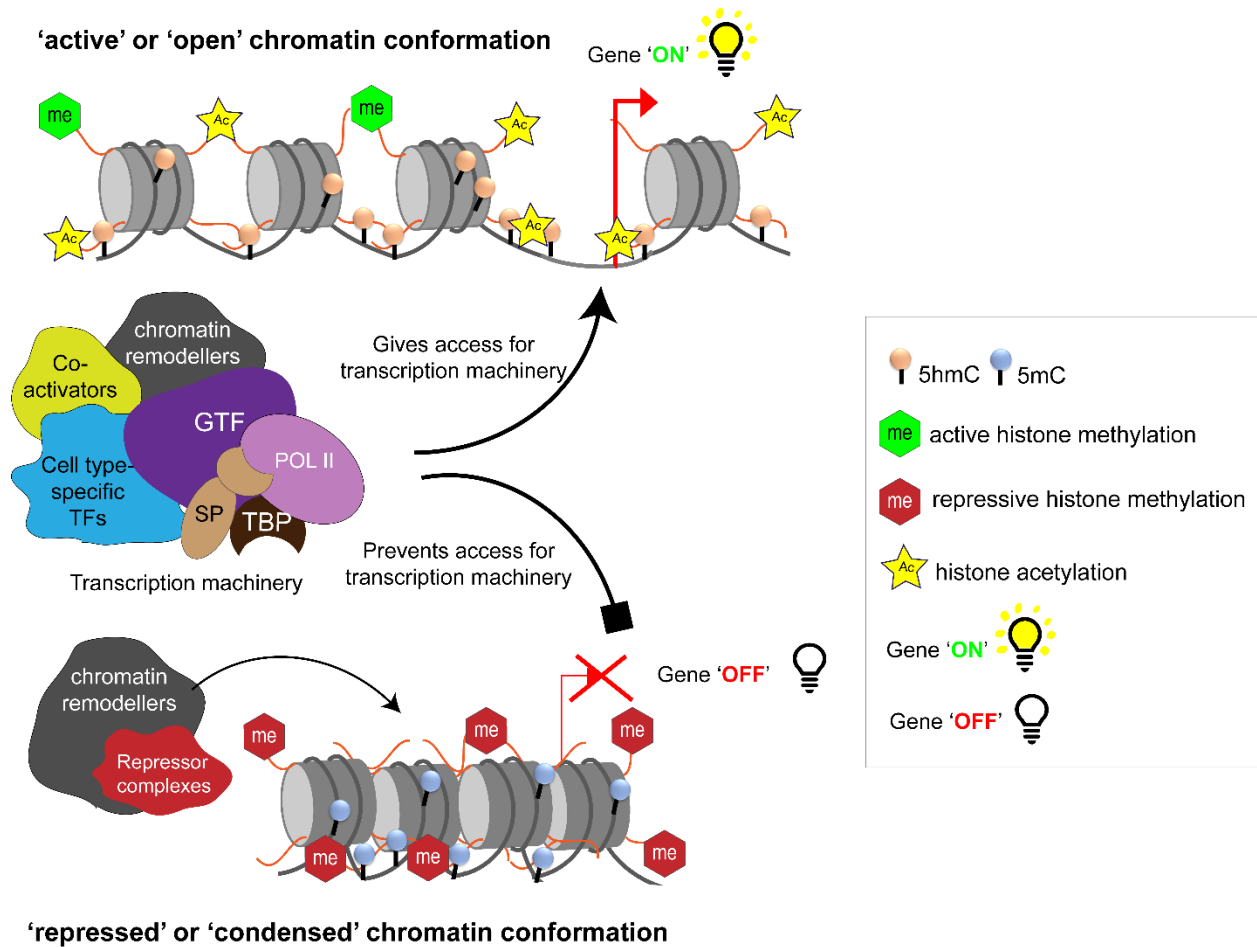 ‘active’ or ‘open’ chromatin conformation
Gene ‘ON’
me
Ac
me
Ac
Ac
Ac
Ac
Ac
chromatin
remodellers
Co-
activators
GTF
POL II
Cell type-
specific
TFs
SP
TBP
Transcription machinery
Gives access for
transcription machinery
Prevents access for
transcription machinery
5hmC
5mC
me active histone methylation
me repressive histone methylation
Ac histone acetylation
Gene ‘ON’
Gene ‘OFF’
chromatin
remodellers
Repressor
complexes
Gene ‘OFF’
me
me
me
me
me
me
‘repressed’ or ‘condensed’ chromatin conformation